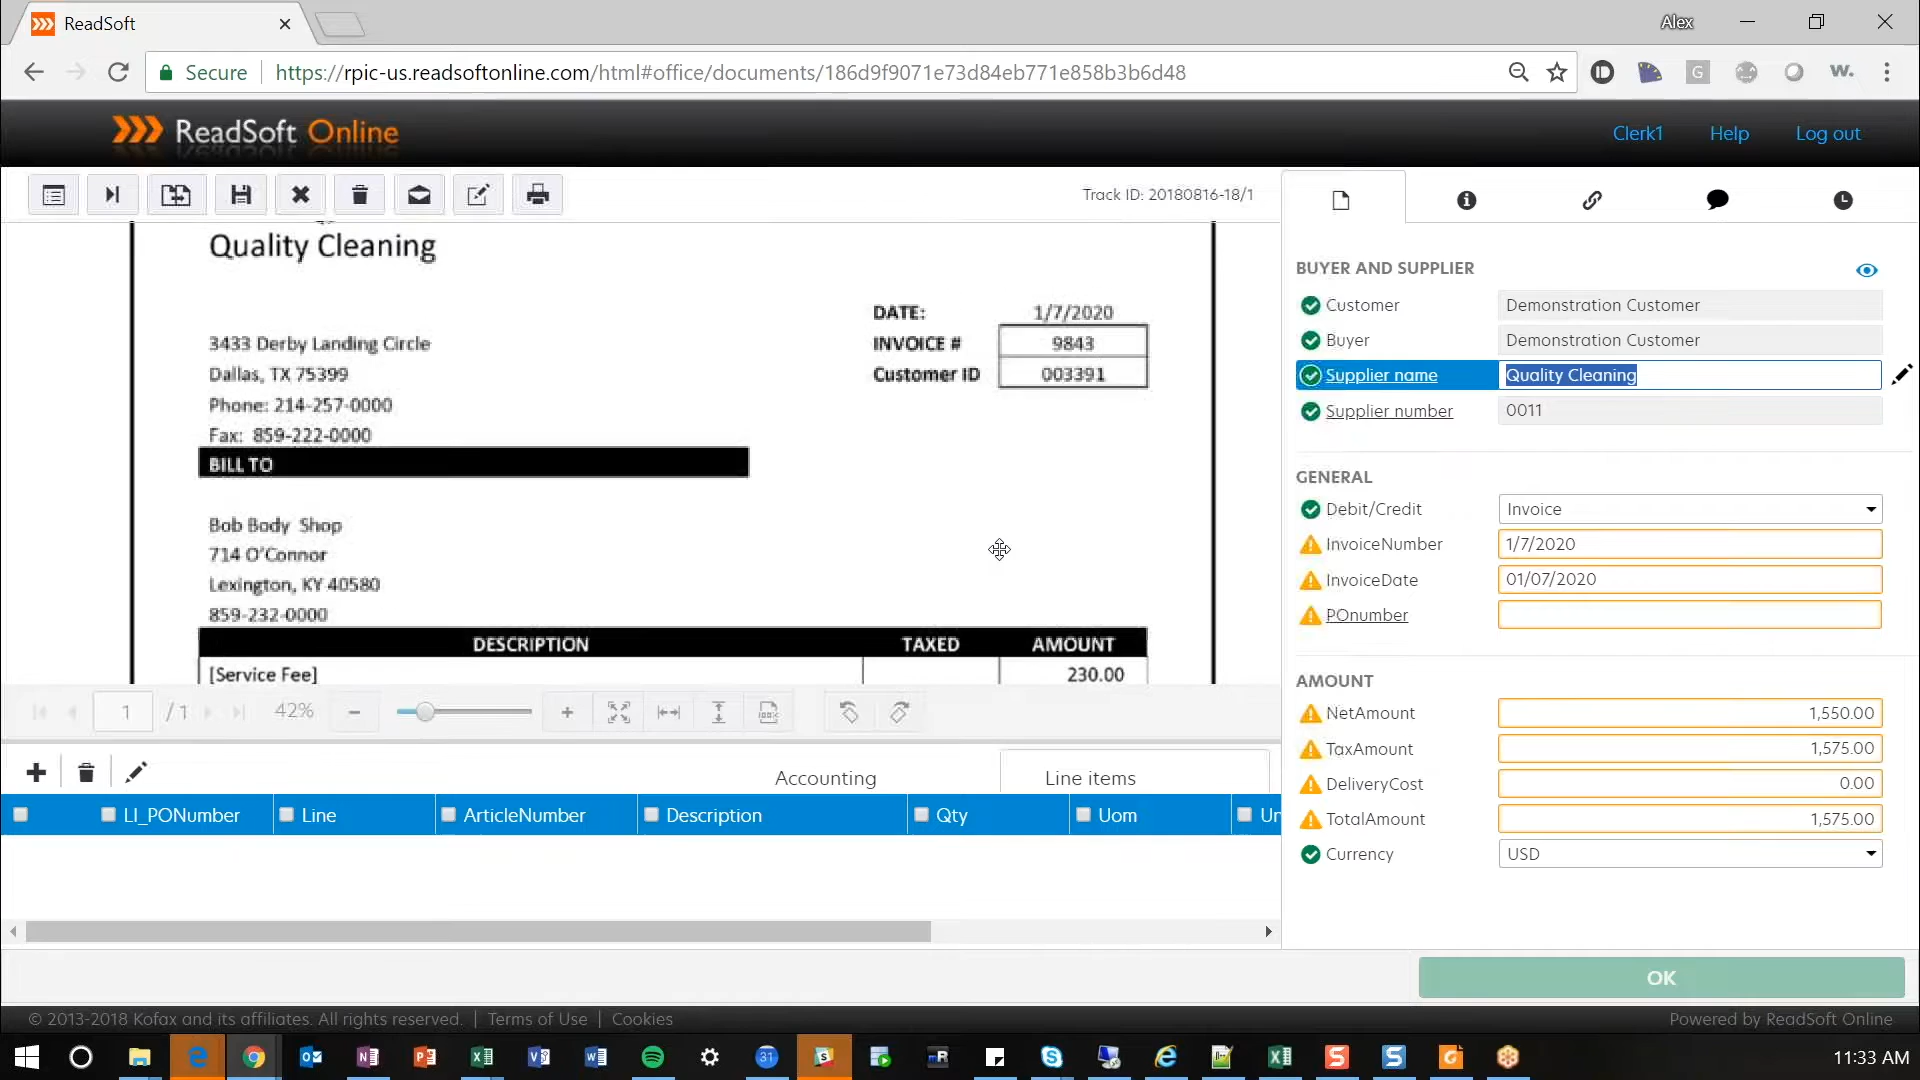 ReadSoft
Alex
Secure https://rpic-us.readsoftonline.com/html#office/documents/186d9f9071e73d84eb771e858b3b6d48
G
W.
ReadSoft Online
Clerk1 Help Log out
Track ID: 20180816-18/1
Quality Cleaning
DATE: 1/7/2020
3433 Derby Landing Circle INVOICE # 9843
Dallas, TX 75399 Customer ID 003391
Phone: 214-257-0000
Fax: 859-222-0000
BILL TO
Bob Body Shop
714 O'Connor
Lexington, KY 40580
859-232-0000
DESCRIPTION TAXED AMOUNT
[Service Fee] 230.00
1 / 1 42%
Accounting Line items
LI_PONumber Line ArticleNumber Description Qty Uom Un
BUYER AND SUPPLIER
Customer Demonstration Customer
Buyer Demonstration Customer
Supplier name Quality Cleaning
Supplier number 0011
GENERAL
Debit/Credit Invoice
InvoiceNumber 1/7/2020
InvoiceDate 01/07/2020
POnumber
AMOUNT
NetAmount 1,550.00
TaxAmount 1,575.00
DeliveryCost 0.00
TotalAmount 1,575.00
Currency USD
OK
© 2013-2018 Kofax and its affiliates. All rights reserved. | Terms of Use | Cookies
Powered by ReadSoft Online
31
11:33 AM